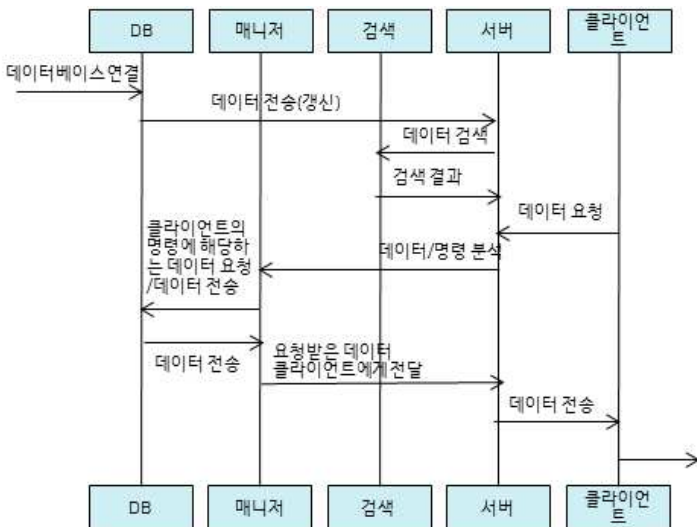 DB
매니저
검색
서버
클라이언
트
데이터베이스 연결
데이터 전송(갱신)
데이터 검색
검색 결과
데이터 요청
클라이언트의
명령에 해당하
는 데이터 요청
/데이터 전송
데이터/명령 분석
데이터 전송
요청받은 데이터
클라이언트에게 전달
데이터 전송
DB
매니저
검색
서버
클라이언
트